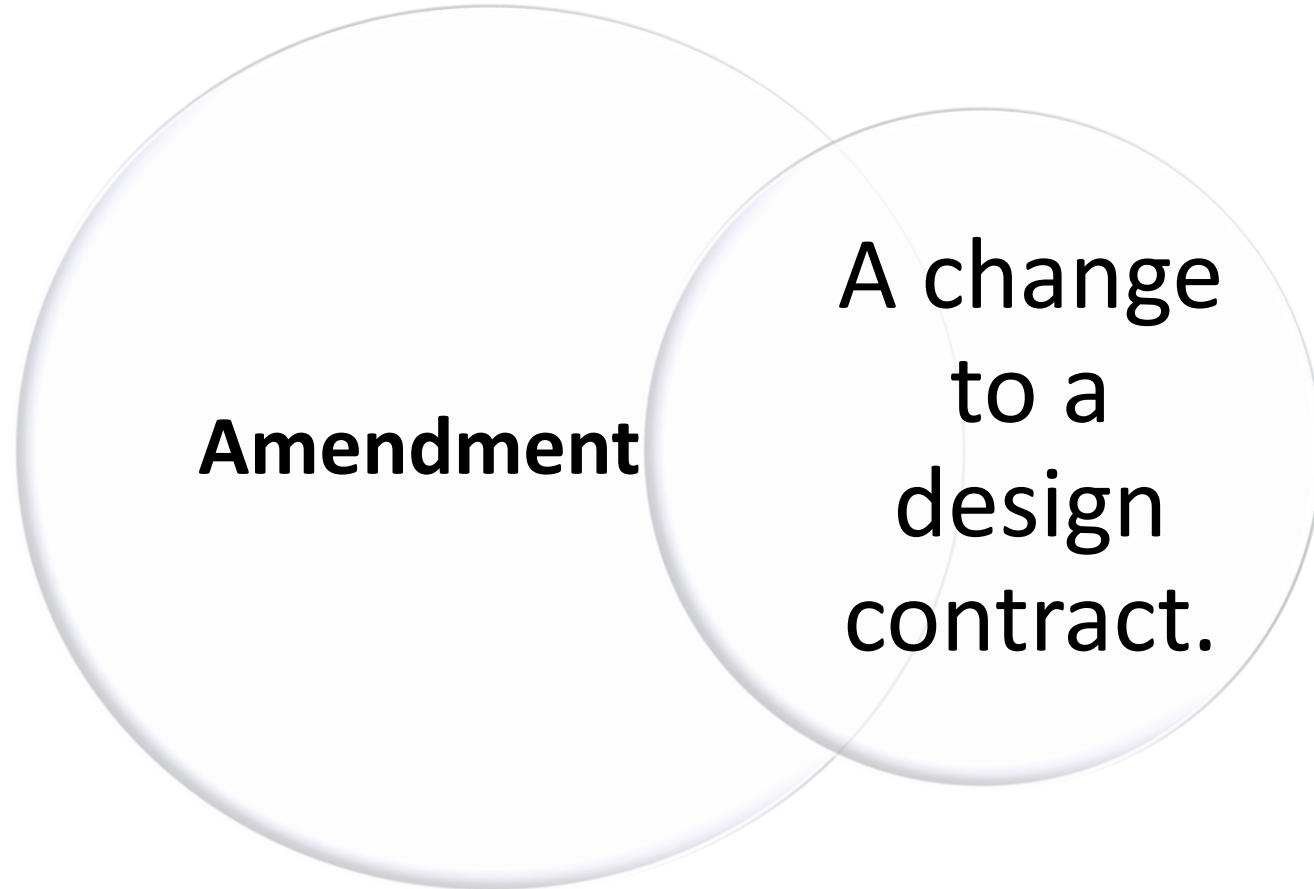 Amendment
A change
to a
design
contract.